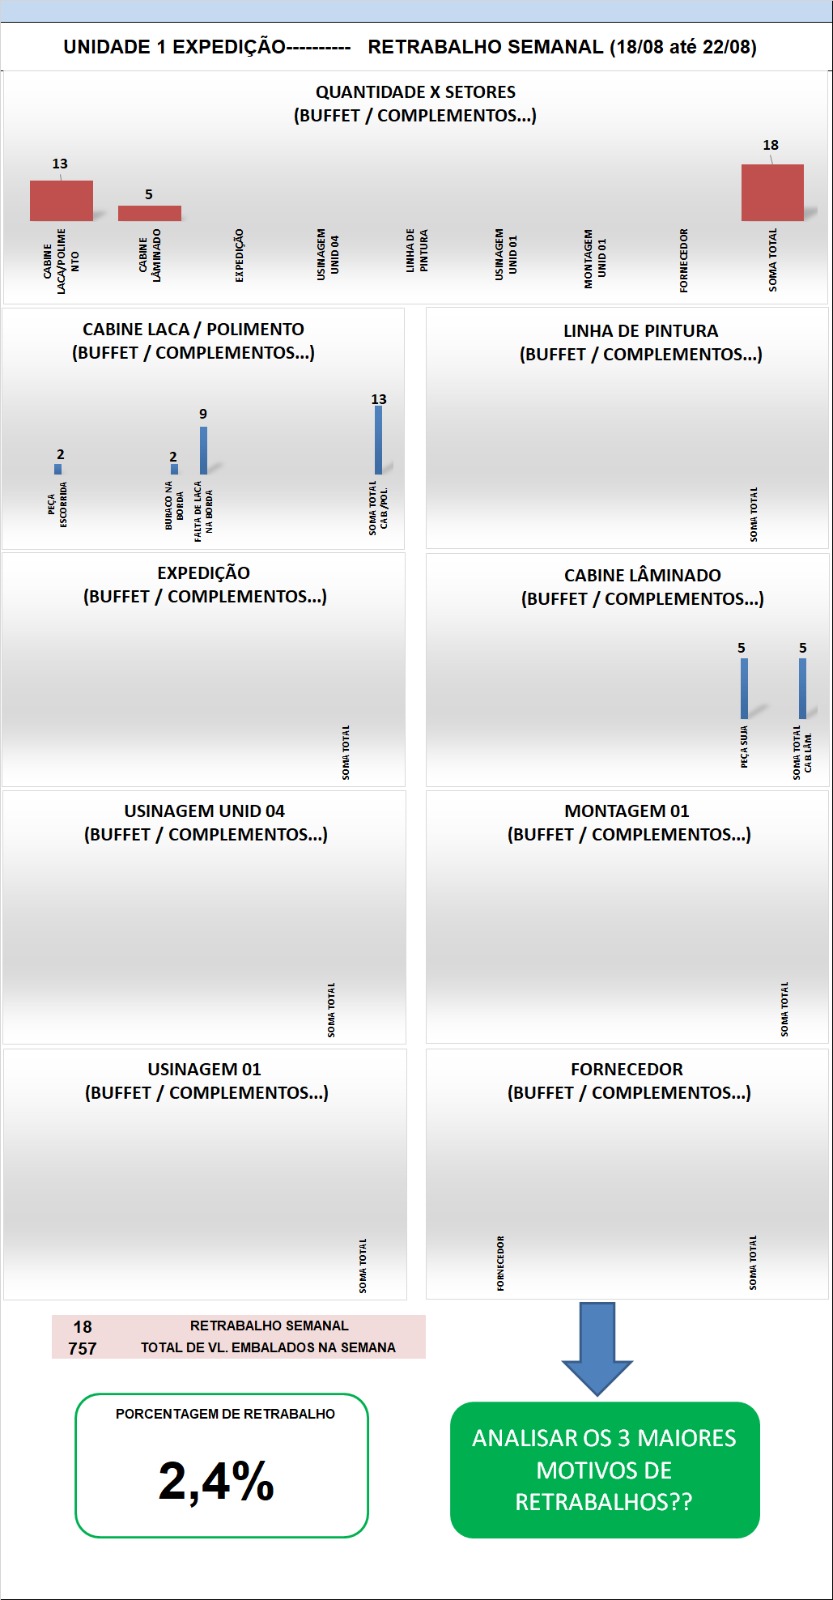 UNIDADE 1 EXPEDIÇÃO---------- RETRABALHO SEMANAL (18/08 até 22/08)
QUANTIDADE X SETORES
(BUFFET / COMPLEMENTOS...)
13
5
18
CABINE
LACA/POLIME
NTO
CABINE
LÂMINADO
EXPEDIÇÃO
USINAGEM
UNID 04
LINHA DE
PINTURA
USINAGEM
UNID 01
MONTAGEM
UNID 01
FORNECEDOR
SOMA TOTAL
CABINE LACA / POLIMENTO
(BUFFET / COMPLEMENTOS...)
2
2
9
13
PEÇA
ESCORRIDA
BURACO NA
BORDA
FALTA DE LACA
NA BORDA
SOMA TOTAL
CAB./POL.
LINHA DE PINTURA
(BUFFET / COMPLEMENTOS...)
SOMA TOTAL
EXPEDIÇÃO
(BUFFET / COMPLEMENTOS...)
SOMA TOTAL
CABINE LÂMINADO
(BUFFET / COMPLEMENTOS...)
5
5
PEÇA SUJA
SOMA TOTAL
CAB LÂM.
USINAGEM UNID 04
(BUFFET / COMPLEMENTOS...)
SOMA TOTAL
MONTAGEM 01
(BUFFET / COMPLEMENTOS...)
SOMA TOTAL
USINAGEM 01
(BUFFET / COMPLEMENTOS...)
SOMA TOTAL
FORNECEDOR
(BUFFET / COMPLEMENTOS...)
FORNECEDOR
SOMA TOTAL
18 RETRABALHO SEMANAL
757 TOTAL DE VL. EMBALADOS NA SEMANA
PORCENTAGEM DE RETRABALHO
2,4%
ANALISAR OS 3 MAIORES
MOTIVOS DE
RETRABALHOS??